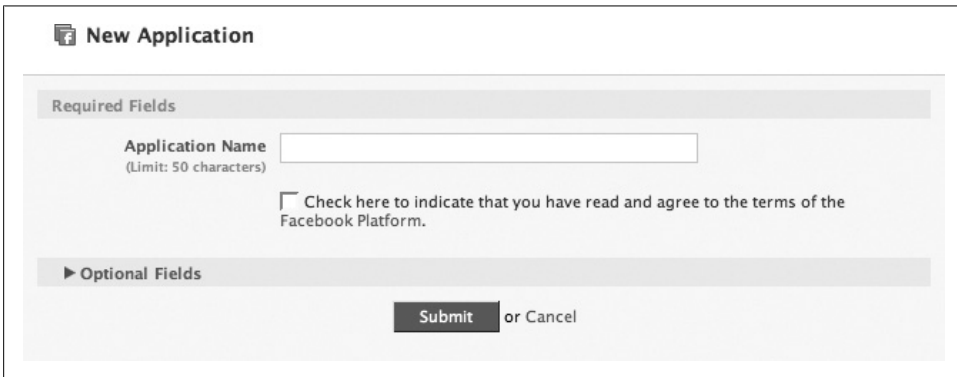 New Application
Required Fields
Application Name
(Limit: 50 characters)
Check here to indicate that you have read and agree to the terms of the
Facebook Platform.
Optional Fields
Submit or Cancel